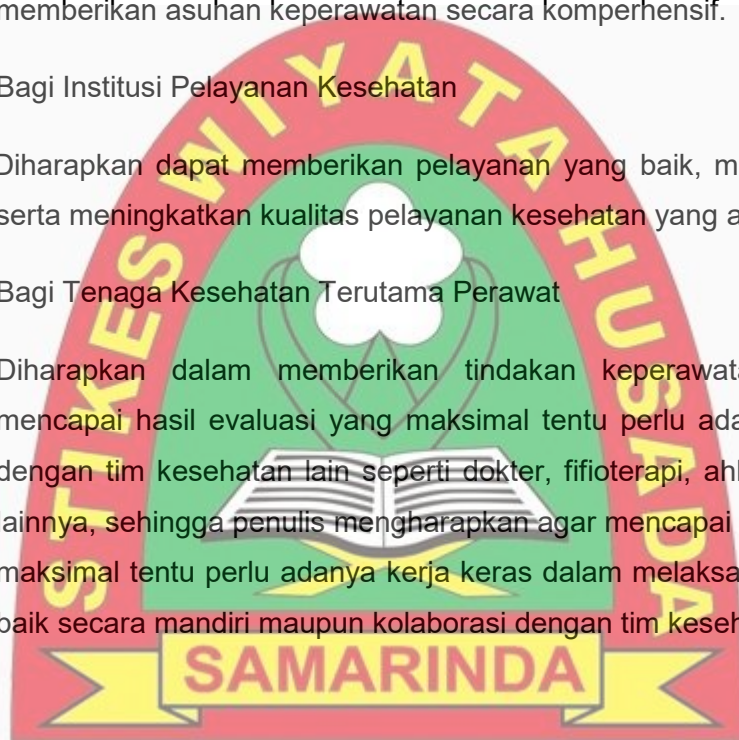 memberikan asuhan keperawatan secara komperhensif.
Bagi Institusi Pelayanan Kesehatan
Diharapkan dapat memberikan pelayanan yang baik, m
serta meningkatkan kualitas pelayanan kesehatan yang a
Bagi Tenaga Kesehatan Terutama Perawat
Diharapkan dalam memberikan tindakan keperawata
mencapai hasil evaluasi yang maksimal tentu perlu ada
dengan tim kesehatan lain seperti dokter, fifioterapi, ahl
lainnya, sehingga penulis mengharapkan agar mencapai
maksimal tentu perlu adanya kerja keras dalam melaksa
baik secara mandiri maupun kolaborasi dengan tim keseh
STIKES WIYATA HUSADA
SAMARINDA